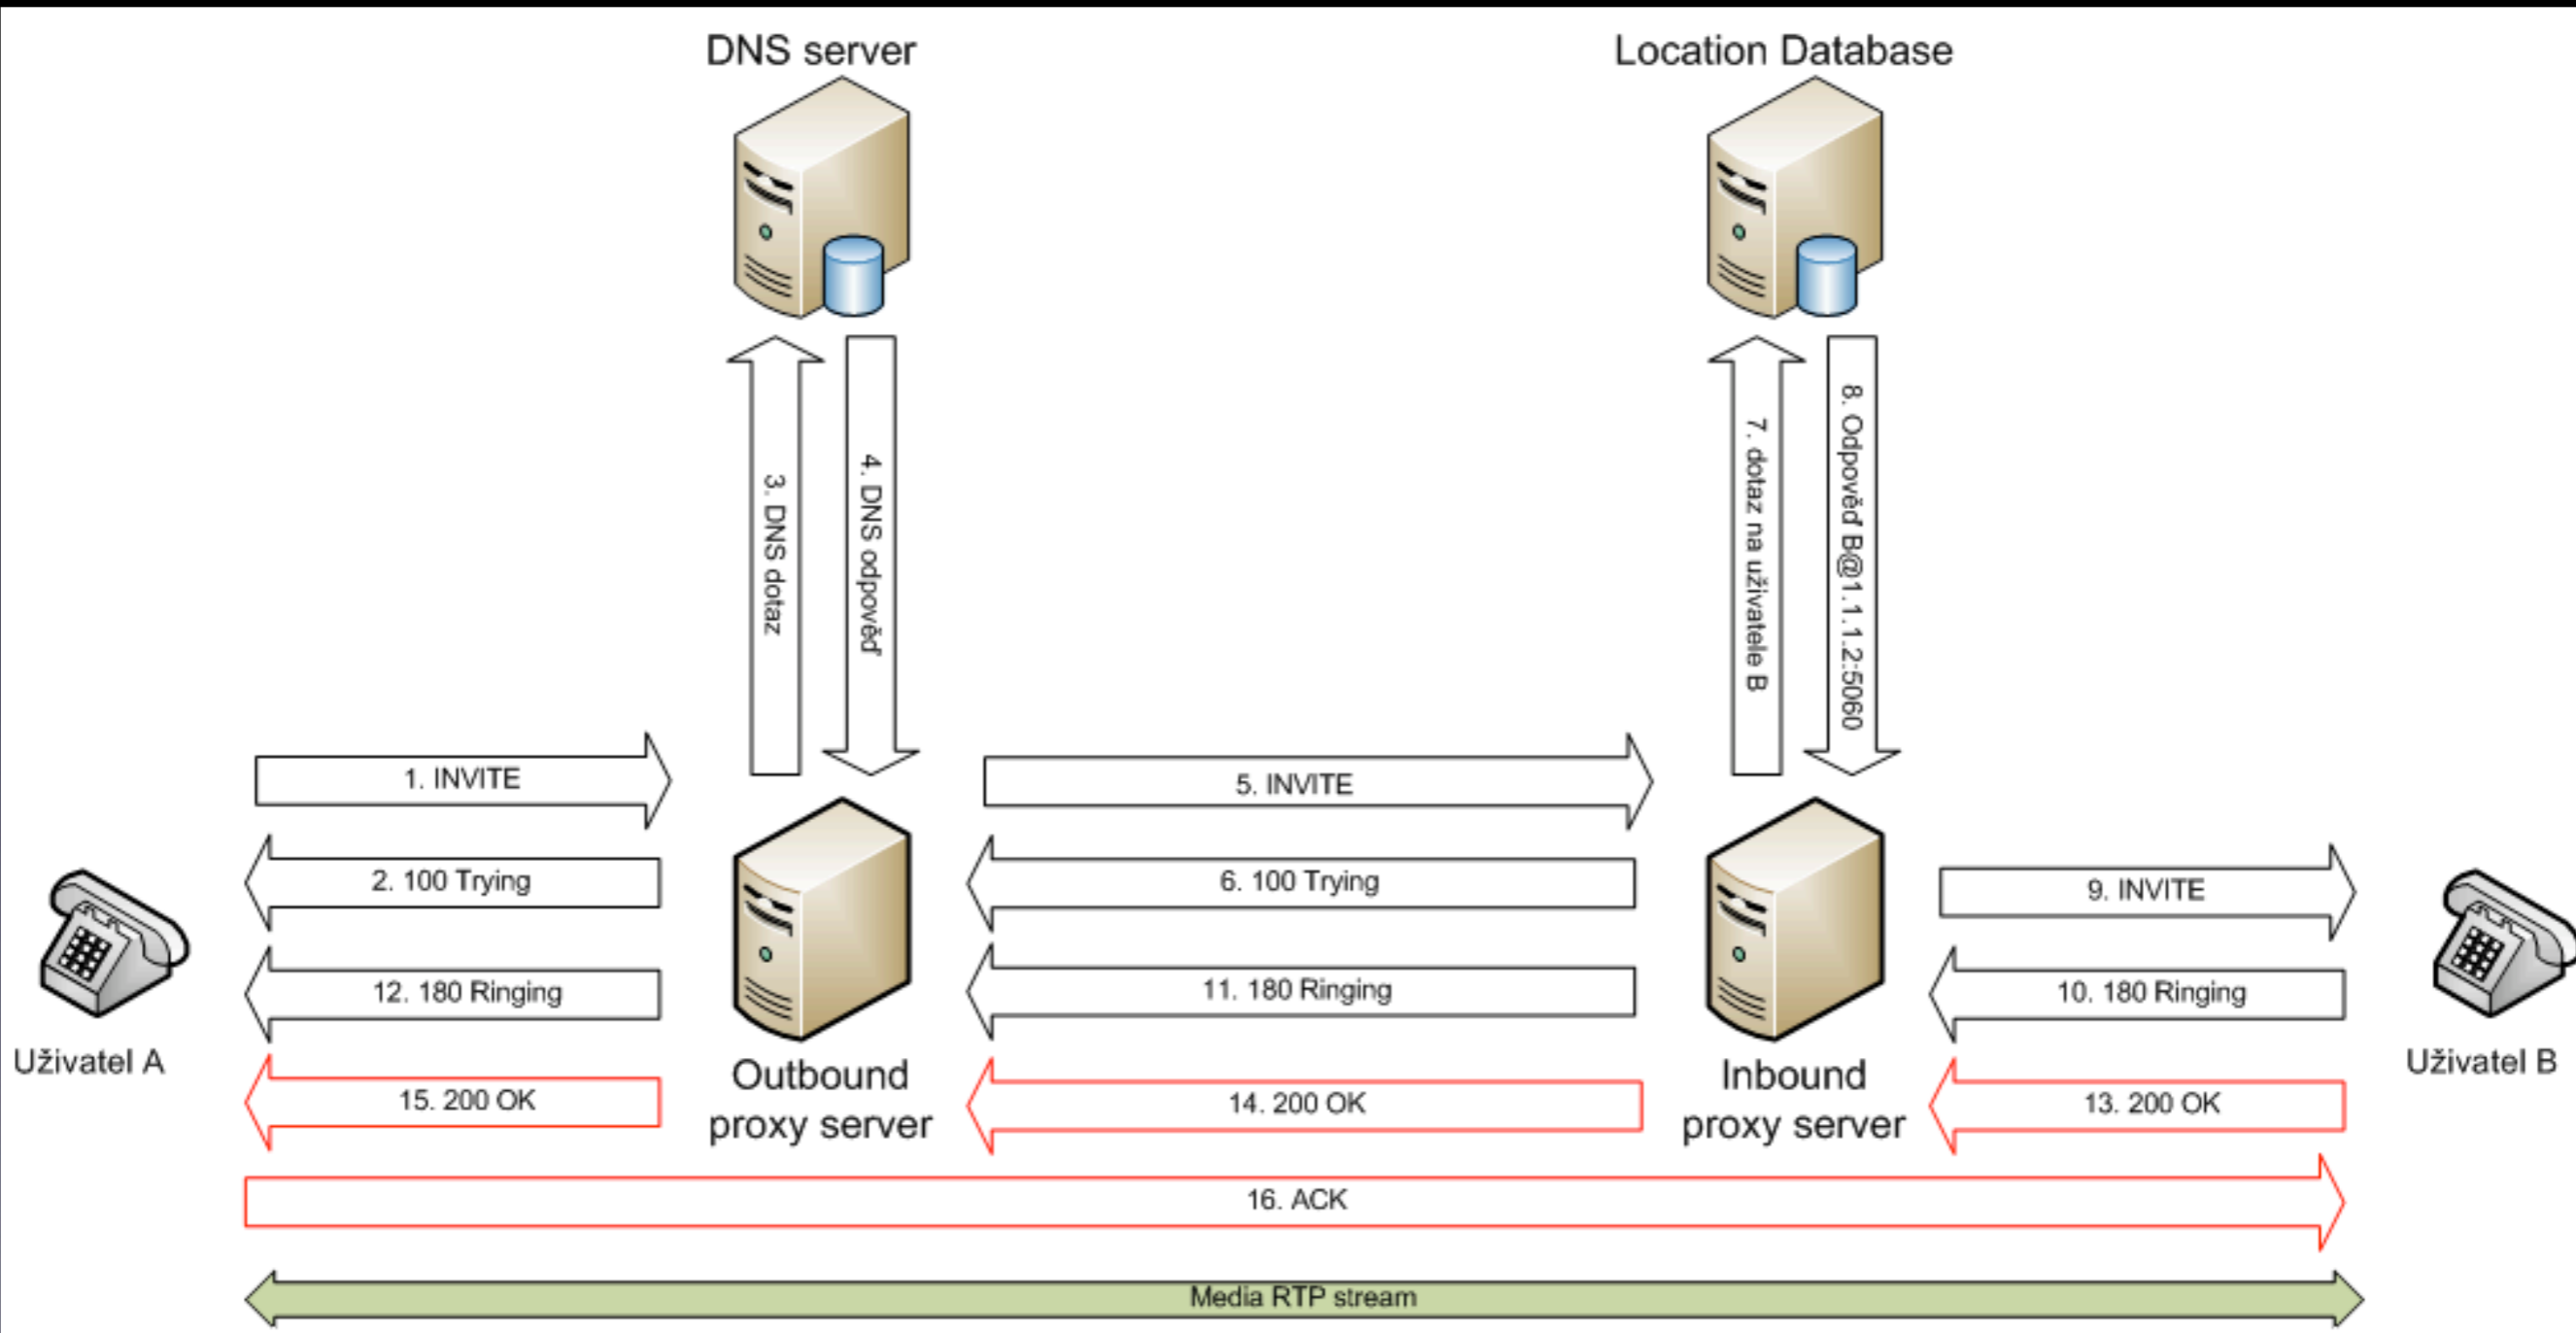 DNS server
Location Database
3. DNS dotaz
4. DNS odpověď
7. dotaz na uživatele B
8. Odpověď B@1.1.1.2:5060
1. INVITE
5. INVITE
2. 100 Trying
6. 100 Trying
9. INVITE
12. 180 Ringing
11. 180 Ringing
10. 180 Ringing
Uživatel A
Outbound
proxy server
Inbound
proxy server
Uživatel B
15. 200 OK
14. 200 OK
13. 200 OK
16. ACK
Media RTP stream